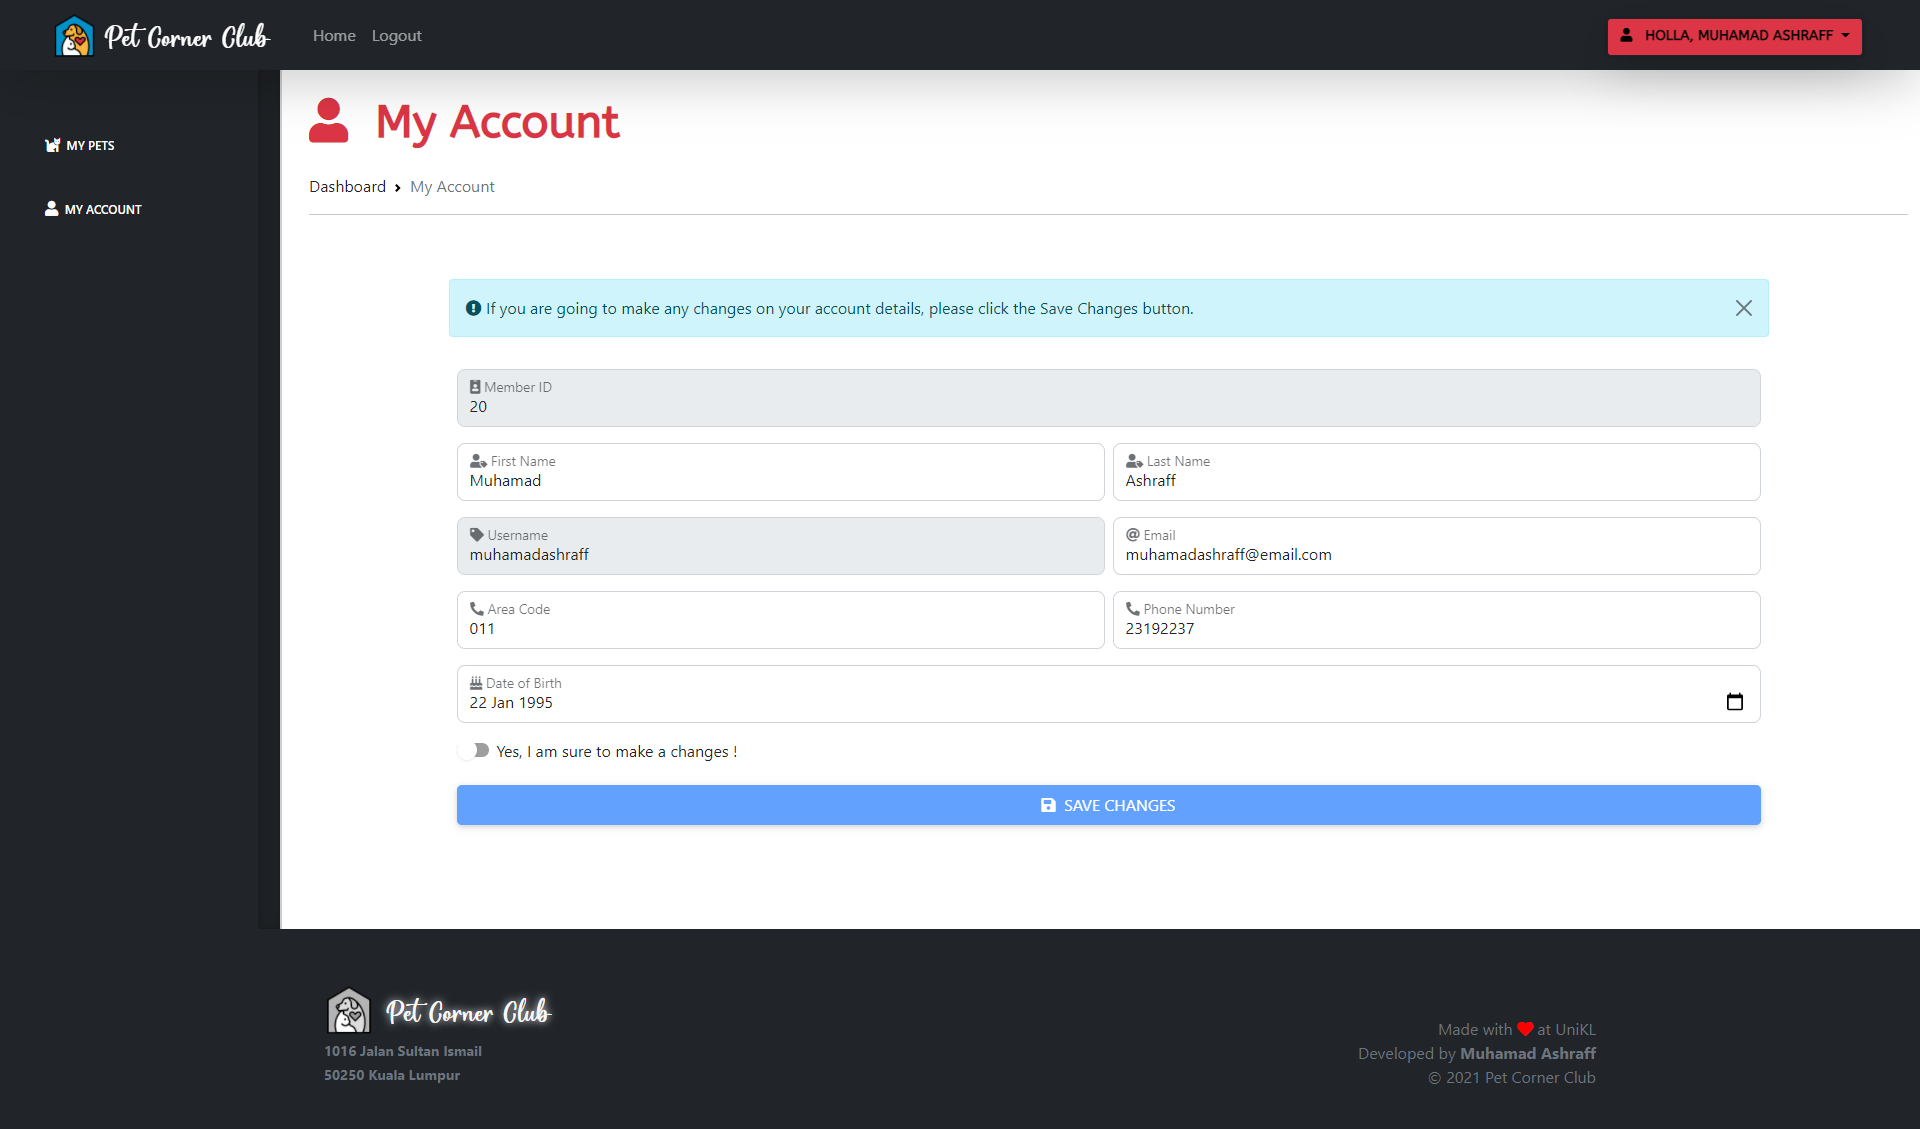 Pet Corner Club
Home Logout
HOLLA, MUHAMAD ASHRAFF
My Account
MY PETS
MY ACCOUNT
Dashboard My Account
If you are going to make any changes on your account details, please click the Save Changes button.
Member ID
20
First Name
Muhamad
Last Name
Ashraff
Username
muhamadashraff
Email
muhamadashraff@email.com
Area Code
011
Phone Number
23192237
Date of Birth
22 Jan 1995
Yes, I am sure to make a changes !
SAVE CHANGES
Pet Corner Club
1016 Jalan Sultan Ismail
50250 Kuala Lumpur
Made with at UniKL
Developed by Muhamad Ashraff
© 2021 Pet Corner Club